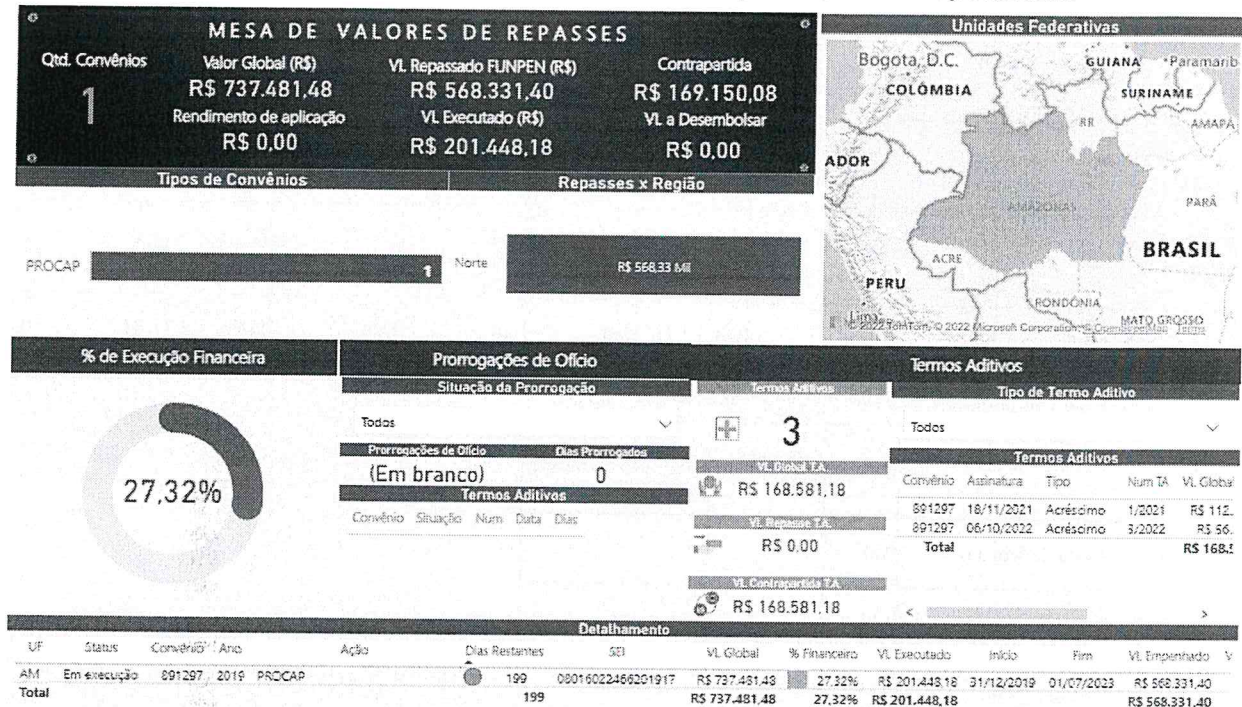 MESA DE VALORES DE REPASSES
Qtd. Convênios
1
Valor Global (R$)
R$ 737.481,48
Rendimento de aplicação
R$ 0,00
Vl. Repassado FUNPEN (R$)
R$ 568.331,40
Vl. Executado (R$)
R$ 201.448,18
Contrapartida
R$ 169.150,08
Vl. a Desembolsar
R$ 0,00
Unidades Federativas
Bogota, D.C.
GUIANA
Paramarib
COLÔMBIA
SURINAME
RR
AMAPÁ
ADOR
AMAZONAS
PARÁ
BRASIL
ACRE
PERU
RONDÔNIA
Lima
MATO GROSSO
© 2022 TomTom, © 2022 Microsoft Corporation, © OpenStreetMap Terms
Tipos de Convênios
PROCAP
1
Repasses x Região
Norte
R$ 568,33 Mil
% de Execução Financeira
27,32%
Prorrogações de Ofício
Situação da Prorrogação
Todos
Prorrogações de Ofício Dias Prorrogados
(Em branco) 0
Termos Aditivos
Convênio Situação Num Data Dias
Termos Aditivos
Termos Aditivos
3
Vl. Global T.A.
R$ 168.581,18
Vl. Repasse T.A.
R$ 0,00
Vl. Contrapartida T.A.
R$ 168.581,18
Tipo de Termo Aditivo
Todos
Termos Aditivos
Convênio Assinatura Tipo Num TA Vl. Global
891297 18/11/2021 Acréscimo 1/2021 R$ 112..
891297 06/10/2022 Acréscimo 3/2022 R$ 56..
Total R$ 168.5
Detalhamento
UF Status Convênio Ano Ação Dias Restantes SEI Vl. Global % Financeira Vl. Executado Início Fim Vl. Empenhado V
AM Em execução 891297 2019 PROCAP 199 08016022466201917 R$ 737.481,48 27,32% R$ 201.448,18 31/12/2019 01/07/2023 R$ 568.331,40
Total 199 R$ 737.481,48 27,32% R$ 201.448,18 R$ 568.331,40